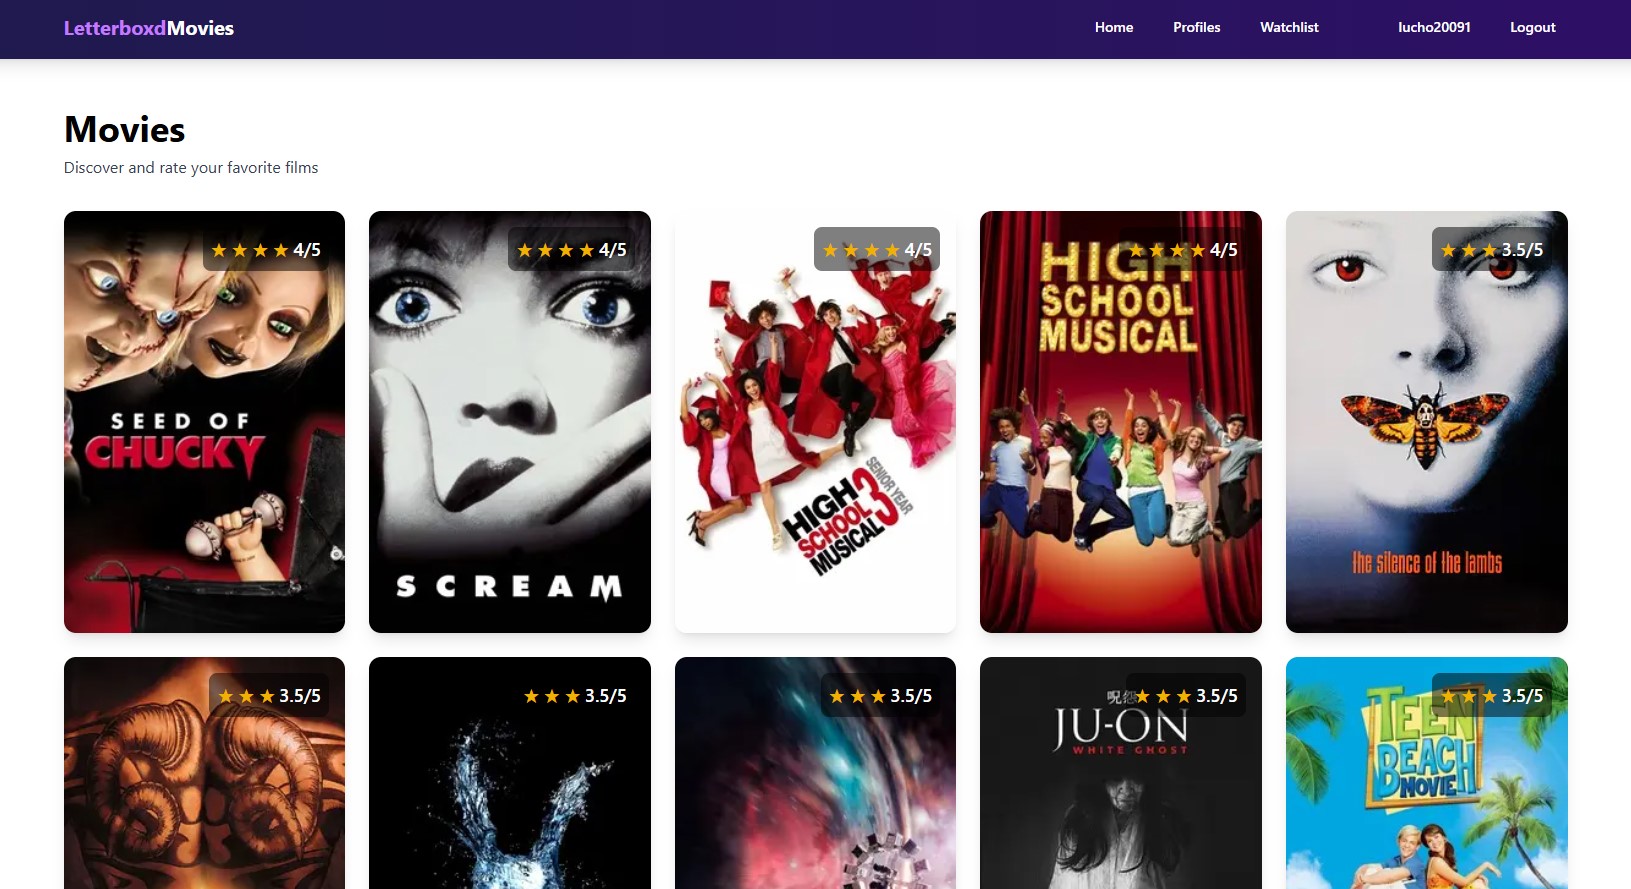 LetterboxdMovies
Home Profiles Watchlist lucho20091 Logout
Movies
Discover and rate your favorite films
★★★★ 4/5
SEED OF
CHUCKY
★★★★ 4/5
SCREAM
★★★★ 4/5
HIGH
SCHOOL
MUSICAL 3
SENIOR YEAR
★★★★ 4/5
HIGH
SCHOOL
MUSICAL
★★★ 3.5/5
the silence of the lambs
★★★ 3.5/5
★★★ 3.5/5
★★★ 3.5/5
★★★ 3.5/5
呪怨
JU-ON
WHITE GHOST
★★★ 3.5/5
TEEN
BEACH
MOVIE